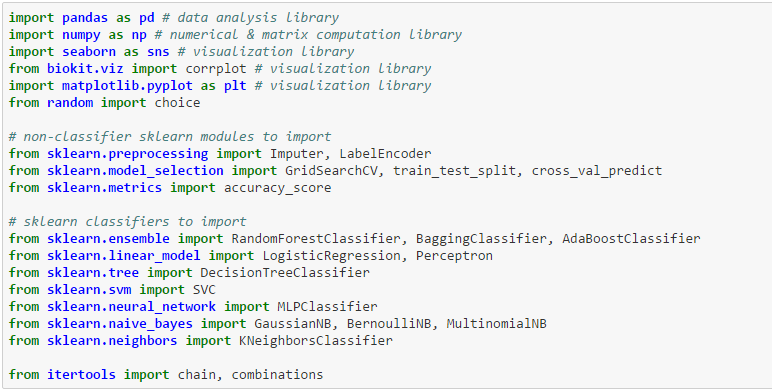 import pandas as pd # data analysis library
import numpy as np # numerical & matrix computation library
import seaborn as sns # visualization library
from biokit.viz import corrplot # visualization library
import matplotlib.pyplot as plt # visualization library
from random import choice
# non-classifier sklearn modules to import
from sklearn.preprocessing import Imputer, LabelEncoder
from sklearn.model_selection import GridSearchCV, train_test_split, cross_val_predict
from sklearn.metrics import accuracy_score
# sklearn classifiers to import
from sklearn.ensemble import RandomForestClassifier, BaggingClassifier, AdaBoostClassifier
from sklearn.linear_model import LogisticRegression, Perceptron
from sklearn.tree import DecisionTreeClassifier
from sklearn.svm import SVC
from sklearn.neural_network import MLPClassifier
from sklearn.naive_bayes import GaussianNB, BernoulliNB, MultinomialNB
from sklearn.neighbors import KNeighborsClassifier
from itertools import chain, combinations